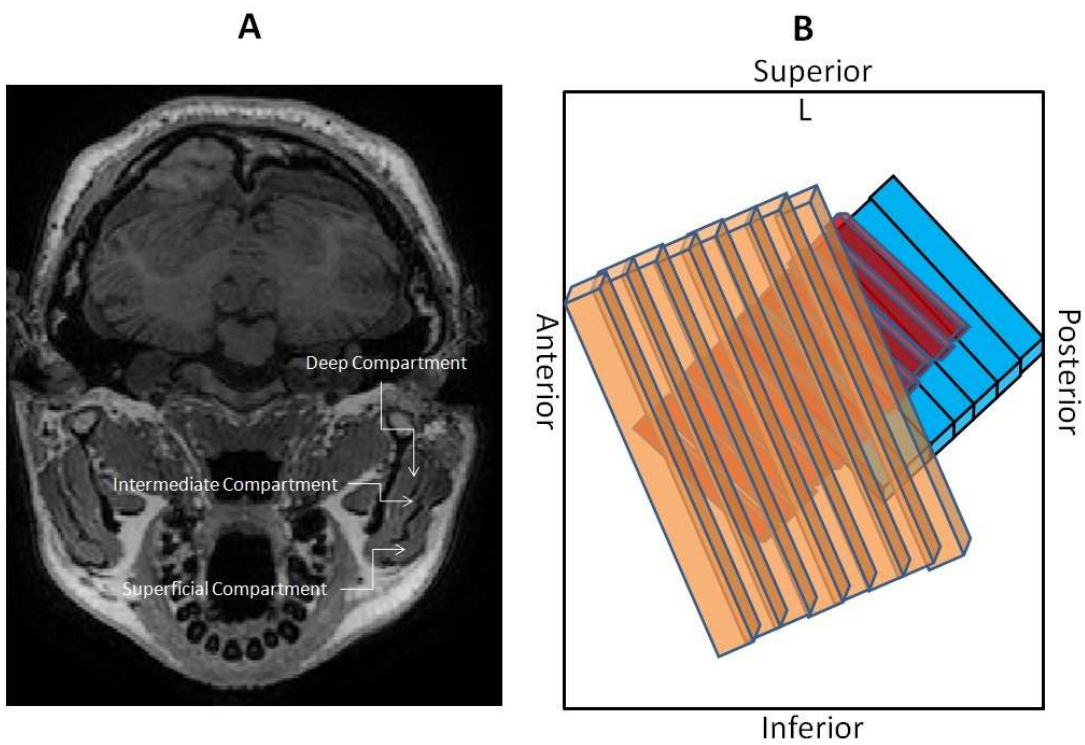 A
B
Superior
L
Deep Compartment
Anterior
Posterior
Intermediate Compartment
Superficial Compartment
Inferior